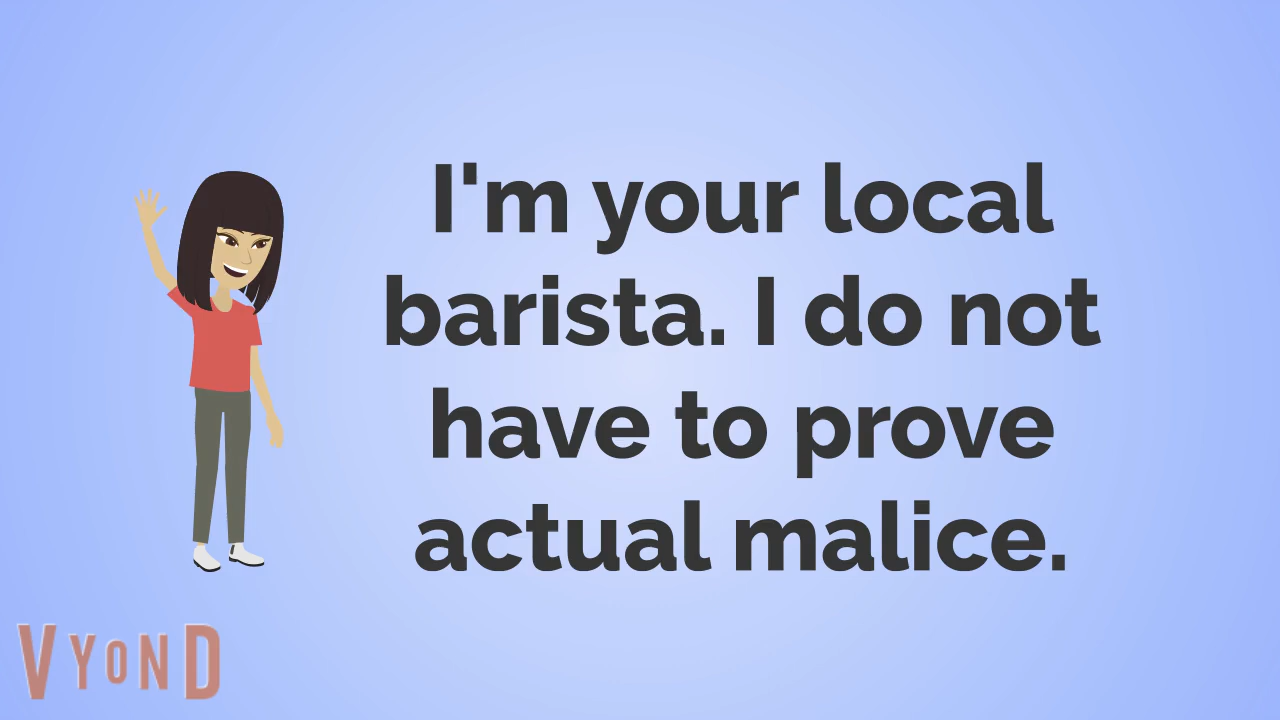 I'm your local
barista. I do not
have to prove
actual malice.
VYOND